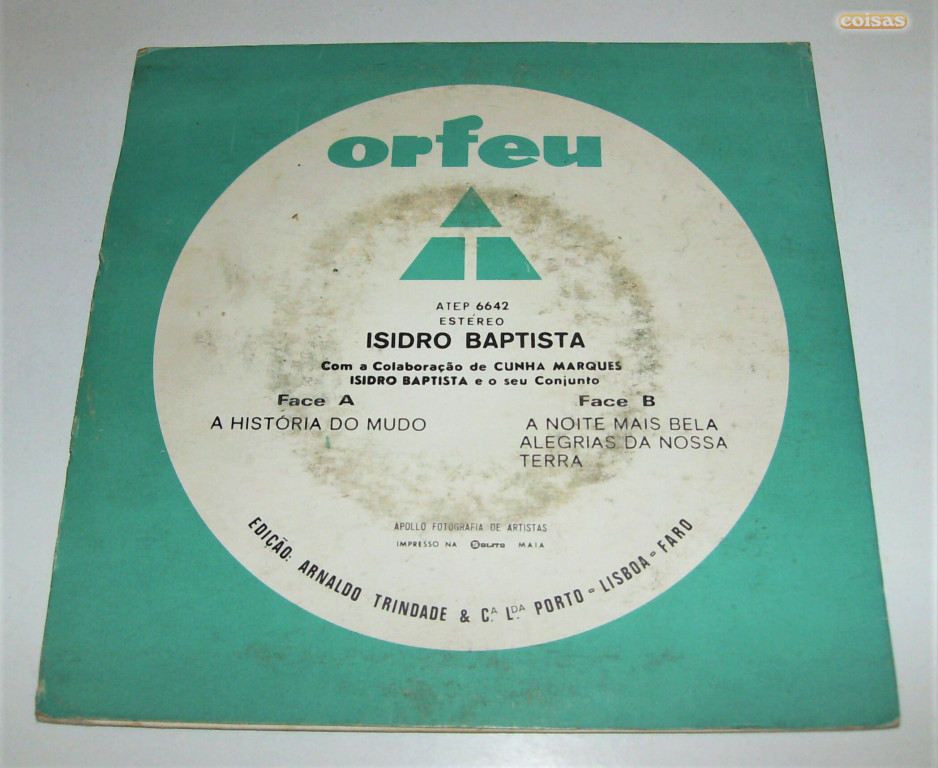 coisas
orfeu
ATEP 6642
ESTÉREO
ISIDRO BAPTISTA
Com a Colaboração de CUNHA MARQUES
ISIDRO BAPTISTA e o seu Conjunto
Face A
A HISTÓRIA DO MUDO
Face B
A NOITE MAIS BELA
ALEGRIAS DA NOSSA
TERRA
APOLLO FOTOGRAFIA DE ARTISTAS
IMPRESSO NA MAIA
EDIÇÃO: ARNALDO TRINDADE & C.A L.DA PORTO - LISBOA - FARO